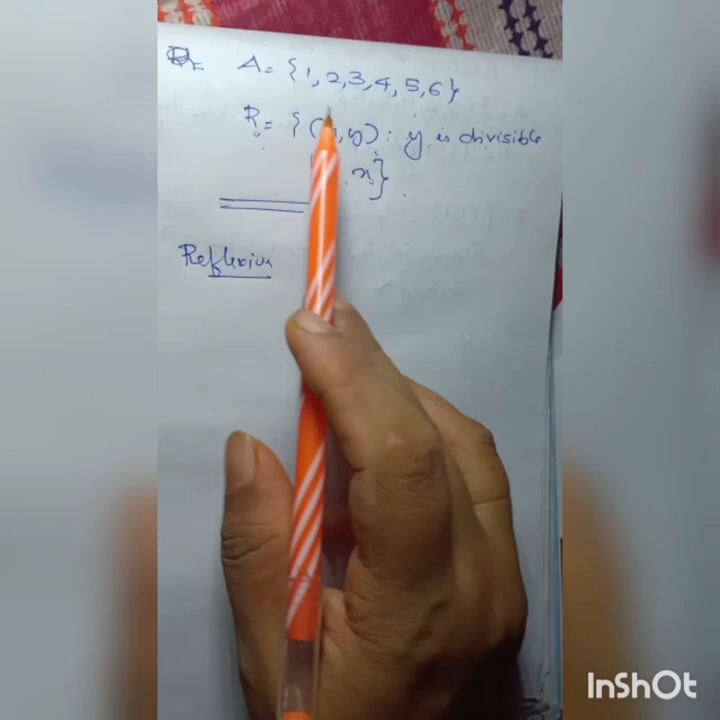 Q. A = {1, 2, 3, 4, 5, 6}
R = {( , y) : y is divisible
x}
Reflexive
InShOt